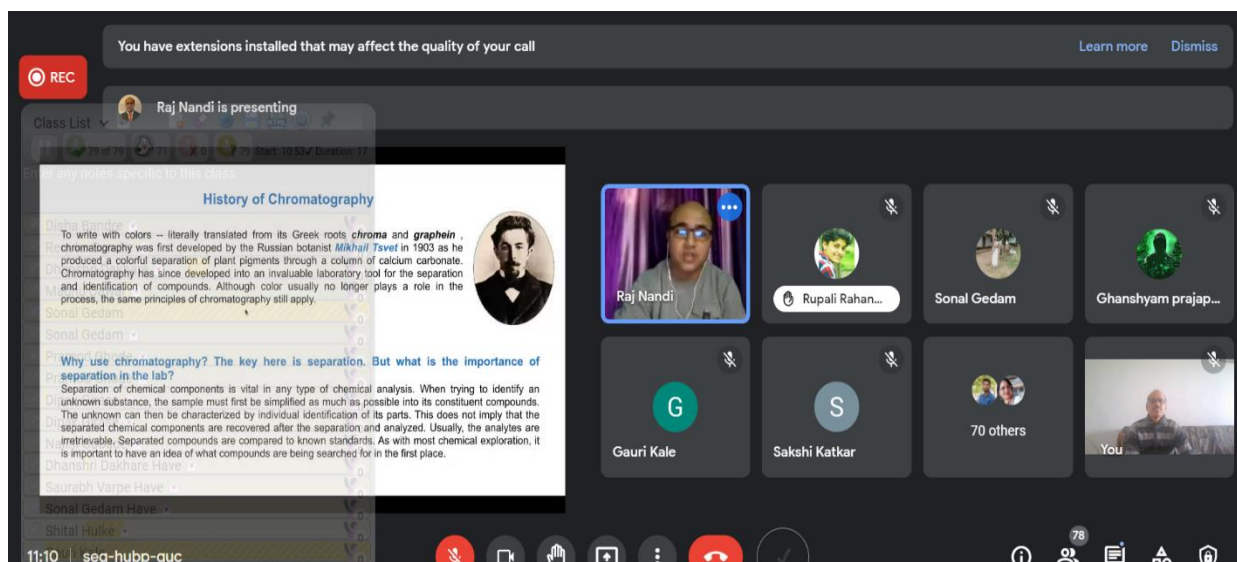 You have extensions installed that may affect the quality of your call
Learn more Dismiss
REC
Raj Nandi is presenting
Class List
79 of 79 71 0 79 Start: 10:53 Duration: 17
Enter any notes specific to this class
History of Chromatography
To write with colors -- literally translated from its Greek roots chroma and graphein ,
chromatography was first developed by the Russian botanist Mikhail Tsvet in 1903 as he
produced a colorful separation of plant pigments through a column of calcium carbonate.
Chromatography has since developed into an invaluable laboratory tool for the separation
and identification of compounds. Although color usually no longer plays a role in the
process, the same principles of chromatography still apply.
Why use chromatography? The key here is separation. But what is the importance of
separation in the lab?
Separation of chemical components is vital in any type of chemical analysis. When trying to identify an
unknown substance, the sample must first be simplified as much as possible into its constituent compounds.
The unknown can then be characterized by individual identification of its parts. This does not imply that the
separated chemical components are recovered after the separation and analyzed. Usually, the analytes are
irretrievable. Separated compounds are compared to known standards. As with most chemical exploration, it
is important to have an idea of what compounds are being searched for in the first place.
Disha Bandre
Sonal Gedam
Sonal Gedam
Dhanshri Dakhare Have
Saurabh Varpe Have
Sonal Gedam Have
Shital Hulke
Raj Nandi
Rupali Rahan...
Sonal Gedam
Ghanshyam prajap...
G
Gauri Kale
S
Sakshi Katkar
70 others
You
11:10 seq-hubp-guc
78